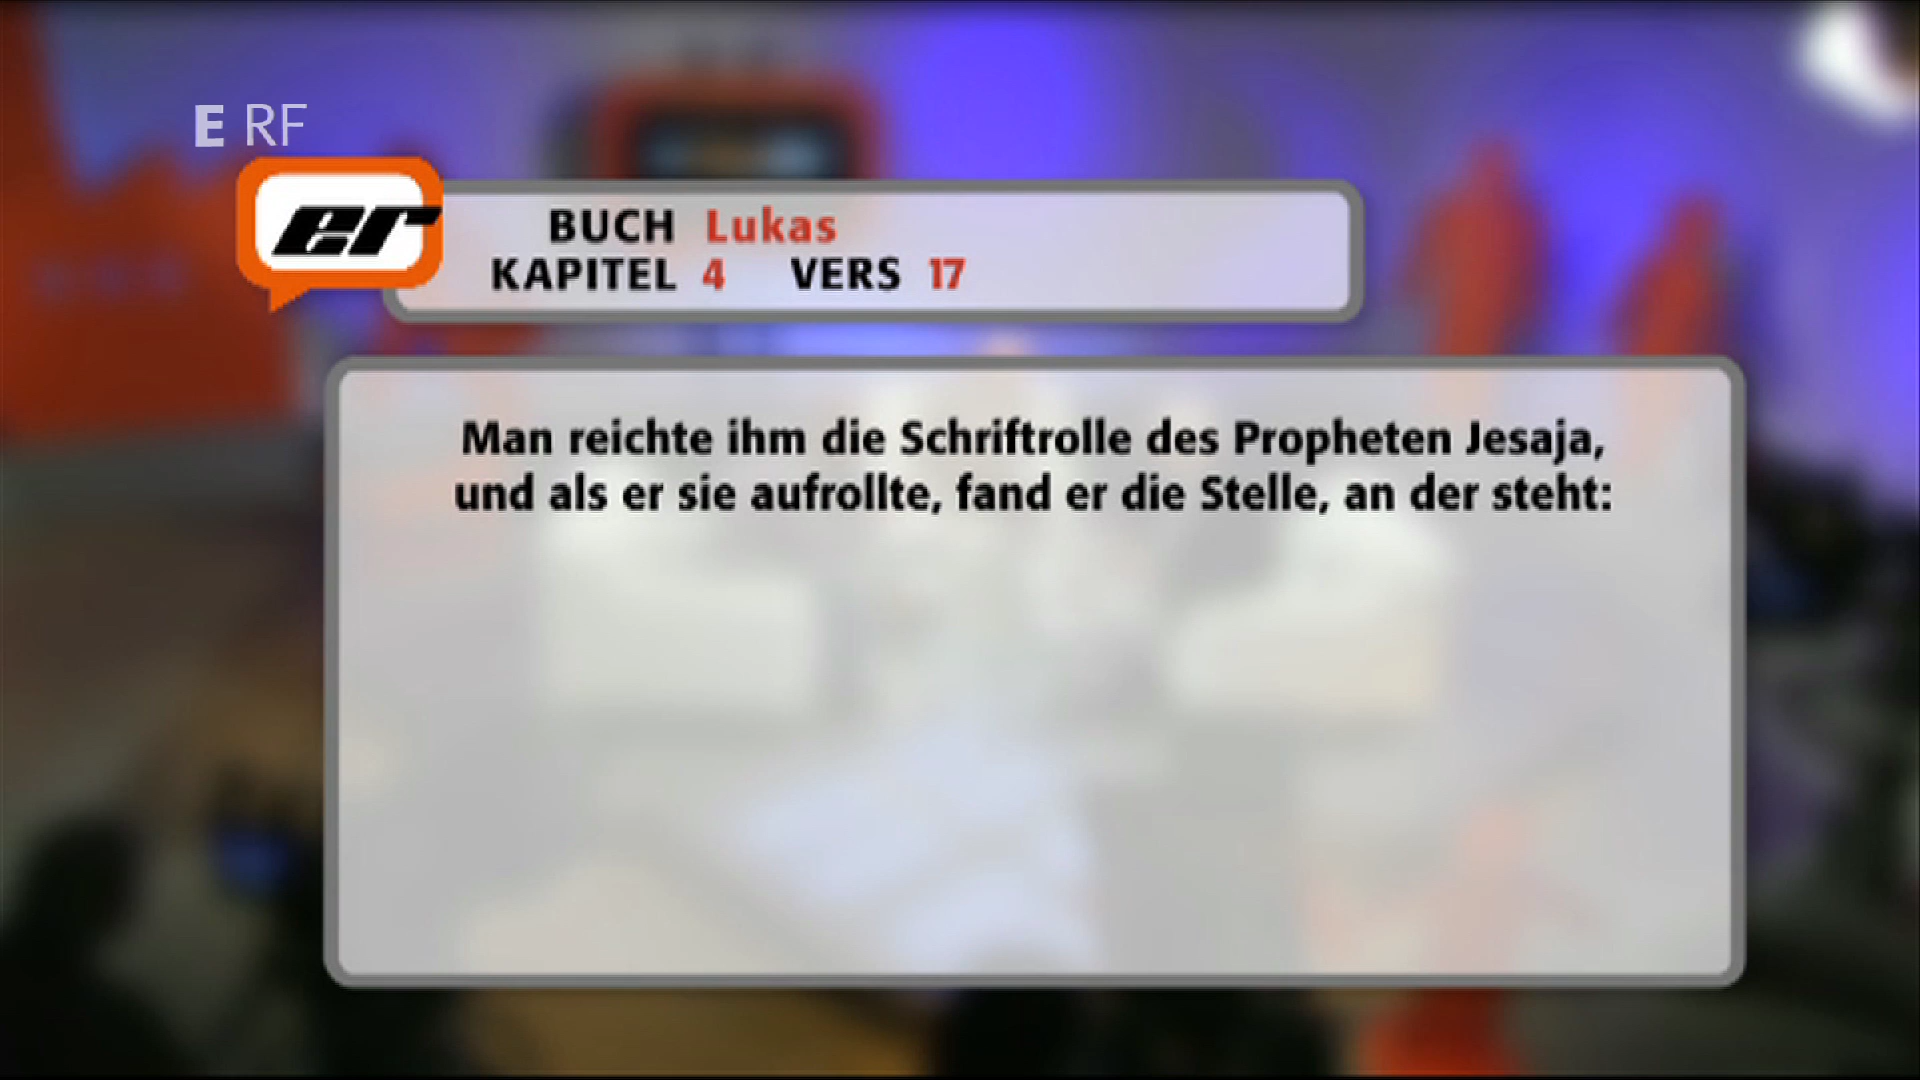 E RF
er
BUCH Lukas
KAPITEL 4 VERS 17
Man reichte ihm die Schriftrolle des Propheten Jesaja,
und als er sie aufrollte, fand er die Stelle, an der steht: